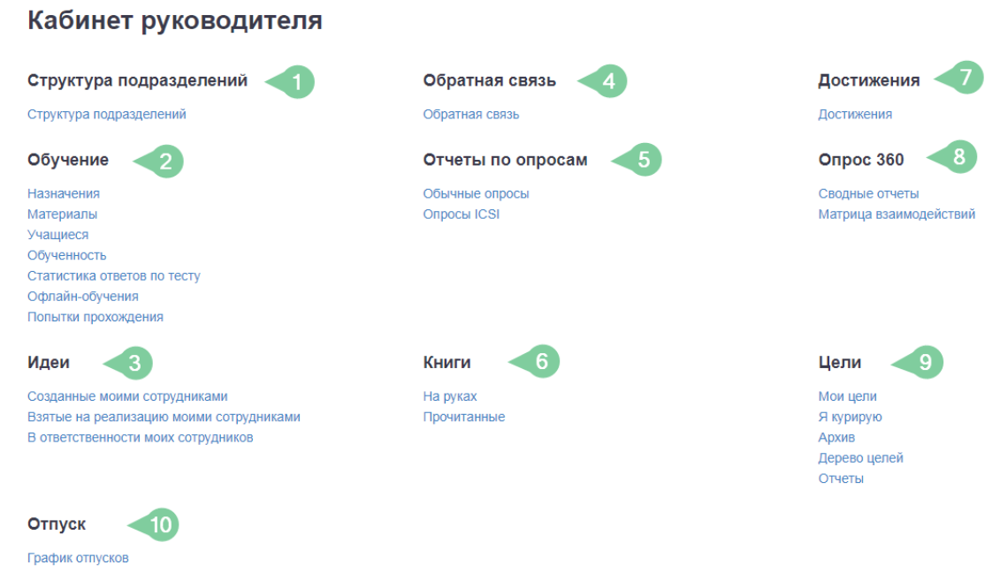 Кабинет руководителя
Структура подразделений 1
Структура подразделений
Обучение 2
Назначения
Материалы
Учащиеся
Обученность
Статистика ответов по тесту
Офлайн-обучения
Попытки прохождения
Идеи 3
Созданные моими сотрудниками
Взятые на реализацию моими сотрудниками
В ответственности моих сотрудников
Обратная связь 4
Обратная связь
Отчеты по опросам 5
Обычные опросы
Опросы ICSI
Книги 6
На руках
Прочитанные
Достижения 7
Достижения
Опрос 360 8
Сводные отчеты
Матрица взаимодействий
Цели 9
Мои цели
Я курирую
Архив
Дерево целей
Отчеты
Отпуск 10
График отпусков